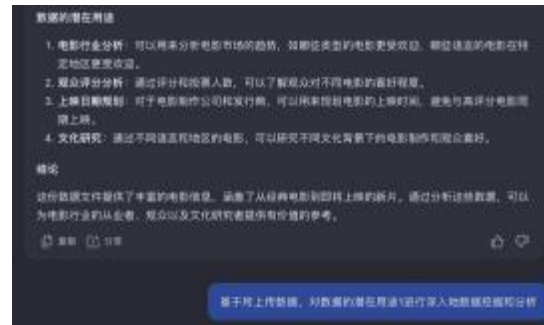 数据的潜在用途
1. 电影行业分析：可以用来分析电影市场的趋势，如哪些类型的电影更受欢迎，哪些语言的电影在特
定地区更受欢迎。
2. 观众评分分析：通过评分和投票人数，可以了解观众对不同电影的喜好程度。
3. 上映日期规划：对于电影制作公司和发行商，可以用来规划电影的上映时间，避免与高评分电影同
期上映。
4. 文化研究：通过不同语言和地区的电影，可以研究不同文化背景下的电影制作和观众喜好。
结论
这份数据文件提供了丰富的电影信息，涵盖了从经典电影到即将上映的新片。通过分析这些数据，可以
为电影行业的从业者、观众以及文化研究者提供有价值的参考。
复制 分享
基于所上传数据，对数据的潜在用途1进行深入地数据挖掘和分析